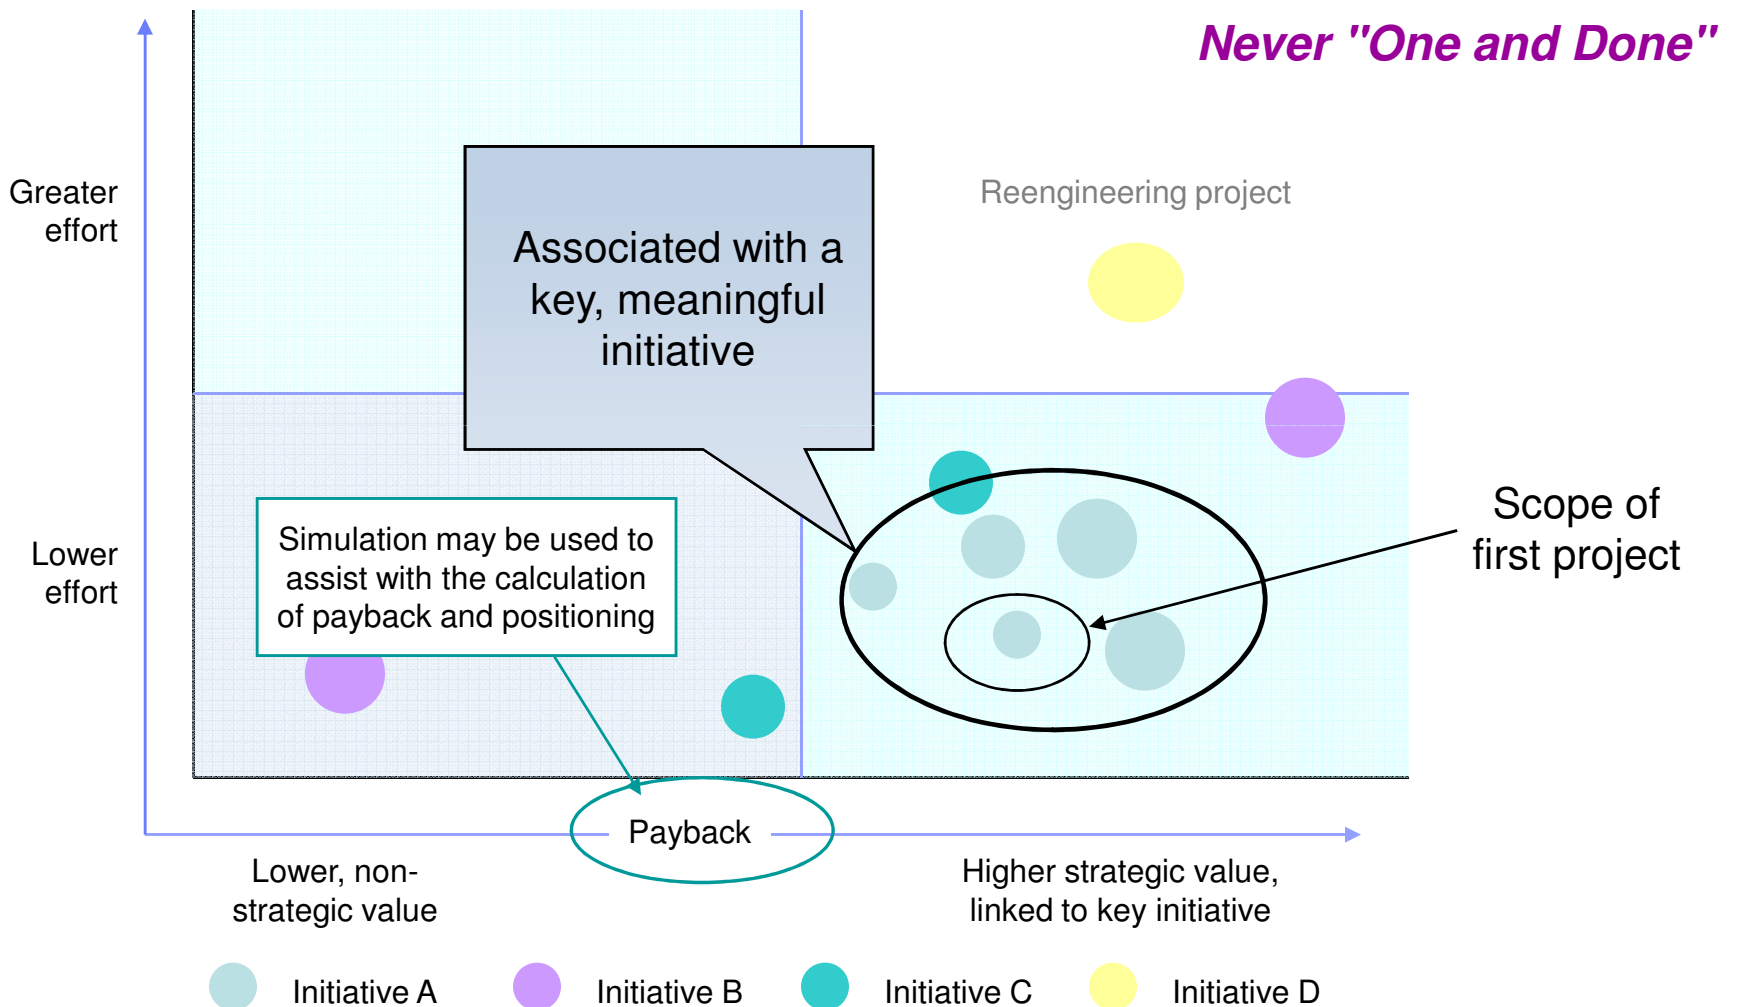 Never "One and Done"
Greater
effort
Reengineering project
Associated with a
key, meaningful
initiative
Lower
effort
Simulation may be used to
assist with the calculation
of payback and positioning
Scope of
first project
Payback
Lower, non-
strategic value
Higher strategic value,
linked to key initiative
Initiative A
Initiative B
Initiative C
Initiative D